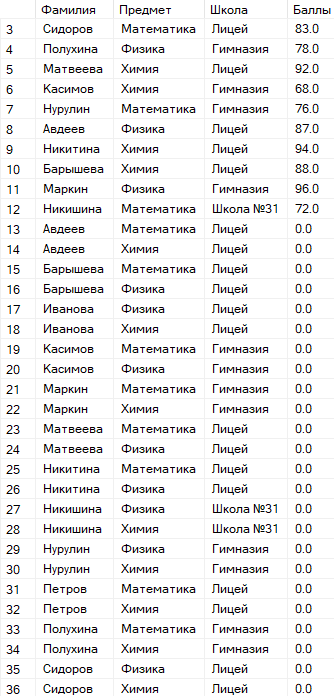 Фамилия Предмет Школа Баллы
3 Сидоров Математика Лицей 83.0
4 Полухина Физика Гимназия 78.0
5 Матвеева Химия Лицей 92.0
6 Касимов Химия Гимназия 68.0
7 Нурулин Математика Гимназия 76.0
8 Авдеев Физика Лицей 87.0
9 Никитина Химия Лицей 94.0
10 Барышева Химия Лицей 88.0
11 Маркин Физика Гимназия 96.0
12 Никишина Математика Школа №31 72.0
13 Авдеев Математика Лицей 0.0
14 Авдеев Химия Лицей 0.0
15 Барышева Математика Лицей 0.0
16 Барышева Физика Лицей 0.0
17 Иванова Физика Лицей 0.0
18 Иванова Химия Лицей 0.0
19 Касимов Математика Гимназия 0.0
20 Касимов Физика Гимназия 0.0
21 Маркин Математика Гимназия 0.0
22 Маркин Химия Гимназия 0.0
23 Матвеева Математика Лицей 0.0
24 Матвеева Физика Лицей 0.0
25 Никитина Математика Лицей 0.0
26 Никитина Физика Лицей 0.0
27 Никишина Физика Школа №31 0.0
28 Никишина Химия Школа №31 0.0
29 Нурулин Физика Гимназия 0.0
30 Нурулин Химия Гимназия 0.0
31 Петров Математика Лицей 0.0
32 Петров Химия Лицей 0.0
33 Полухина Математика Гимназия 0.0
34 Полухина Химия Гимназия 0.0
35 Сидоров Физика Лицей 0.0
36 Сидоров Химия Лицей 0.0